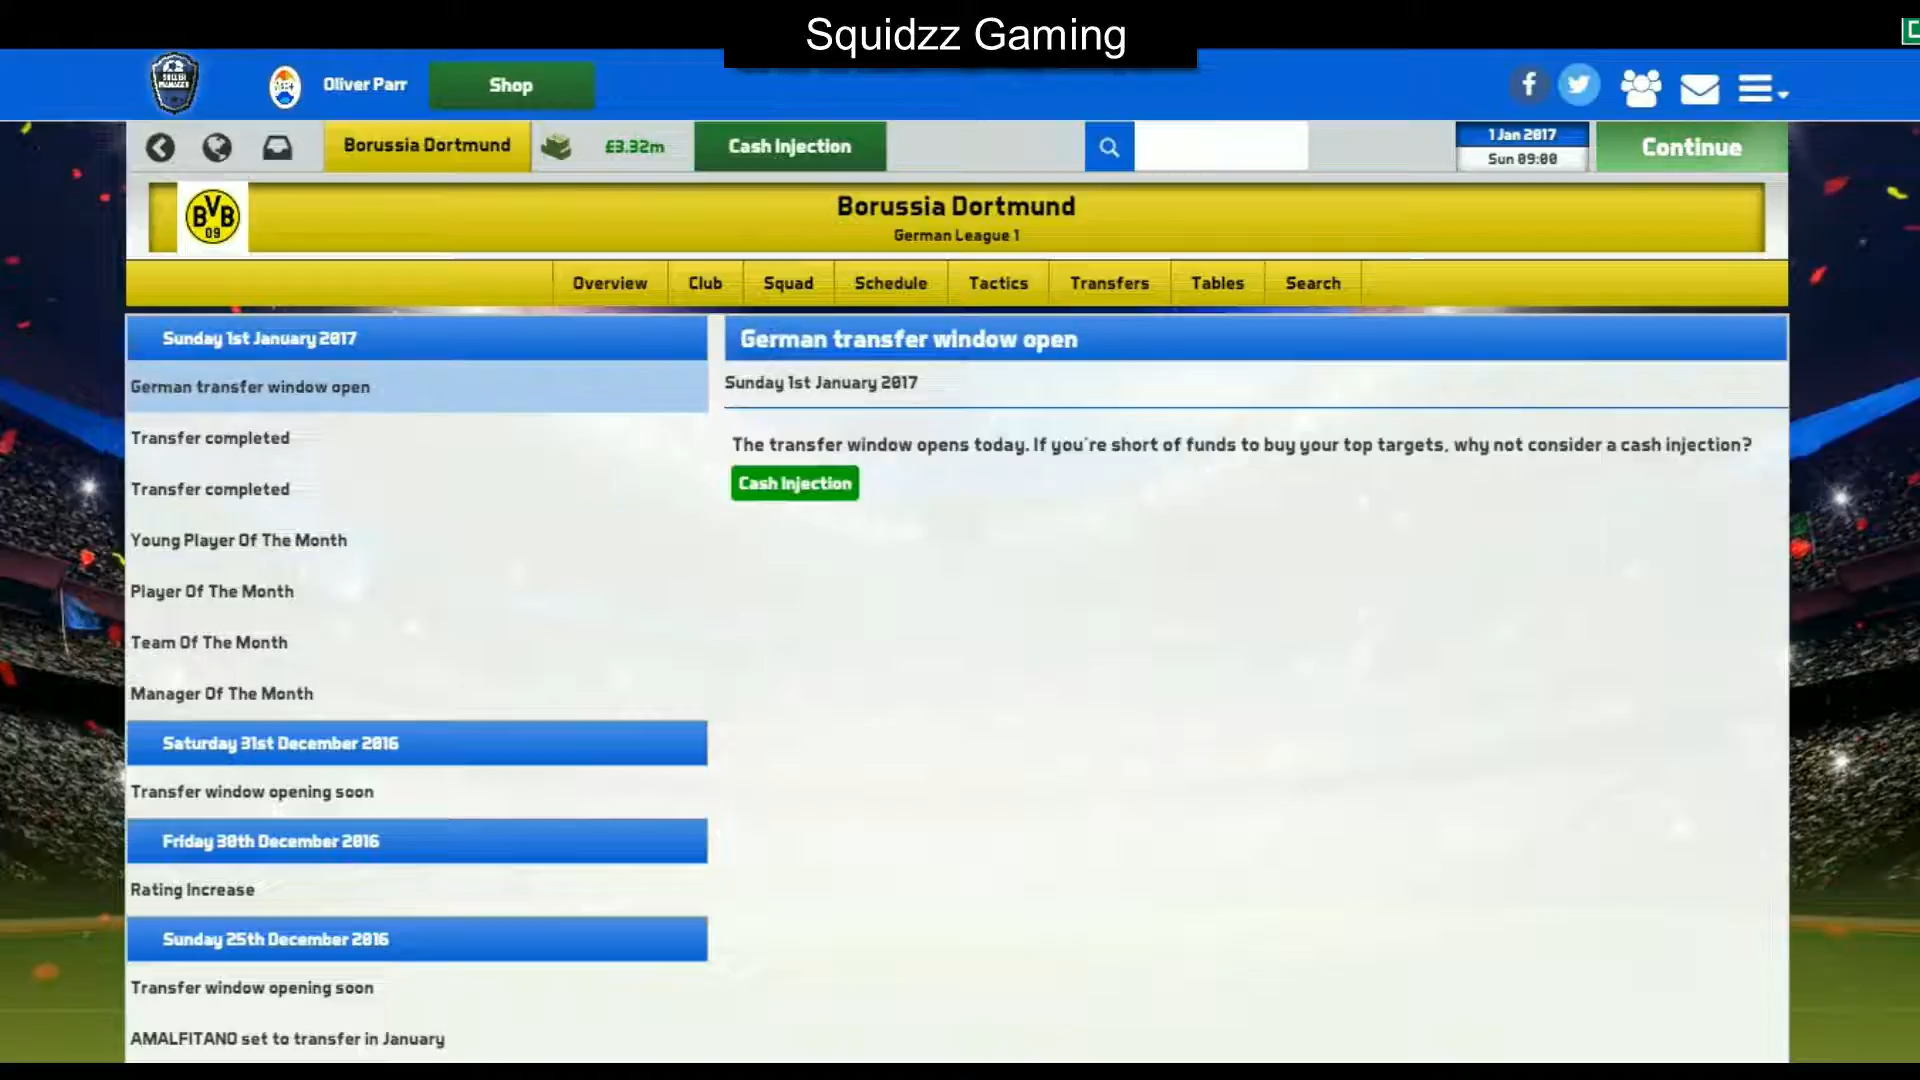 Squidzz Gaming
SOCCER MANAGER
Oliver Parr
Shop
Borussia Dortmund
£3.32m
Cash Injection
1 Jan 2017
Sun 09:00
Continue
BVB
09
Borussia Dortmund
German League 1
Overview
Club
Squad
Schedule
Tactics
Transfers
Tables
Search
Sunday 1st January 2017
German transfer window open
Transfer completed
Transfer completed
Young Player Of The Month
Player Of The Month
Team Of The Month
Manager Of The Month
Saturday 31st December 2016
Transfer window opening soon
Friday 30th December 2016
Rating Increase
Sunday 25th December 2016
Transfer window opening soon
AMALFITANO set to transfer in January
German transfer window open
Sunday 1st January 2017
The transfer window opens today. If you're short of funds to buy your top targets, why not consider a cash injection?
Cash Injection